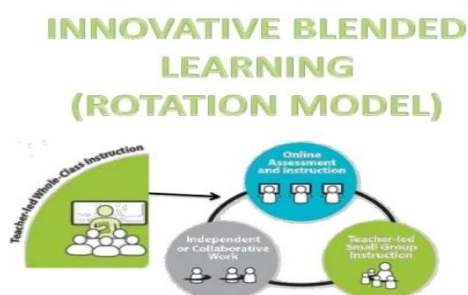 INNOVATIVE BLENDED
LEARNING
(ROTATION MODEL)
Teacher-led Whole-Class Instruction
Online
Assessment
and Instruction
Independent
or Collaborative
Work
Teacher-led
Small Group
Instruction